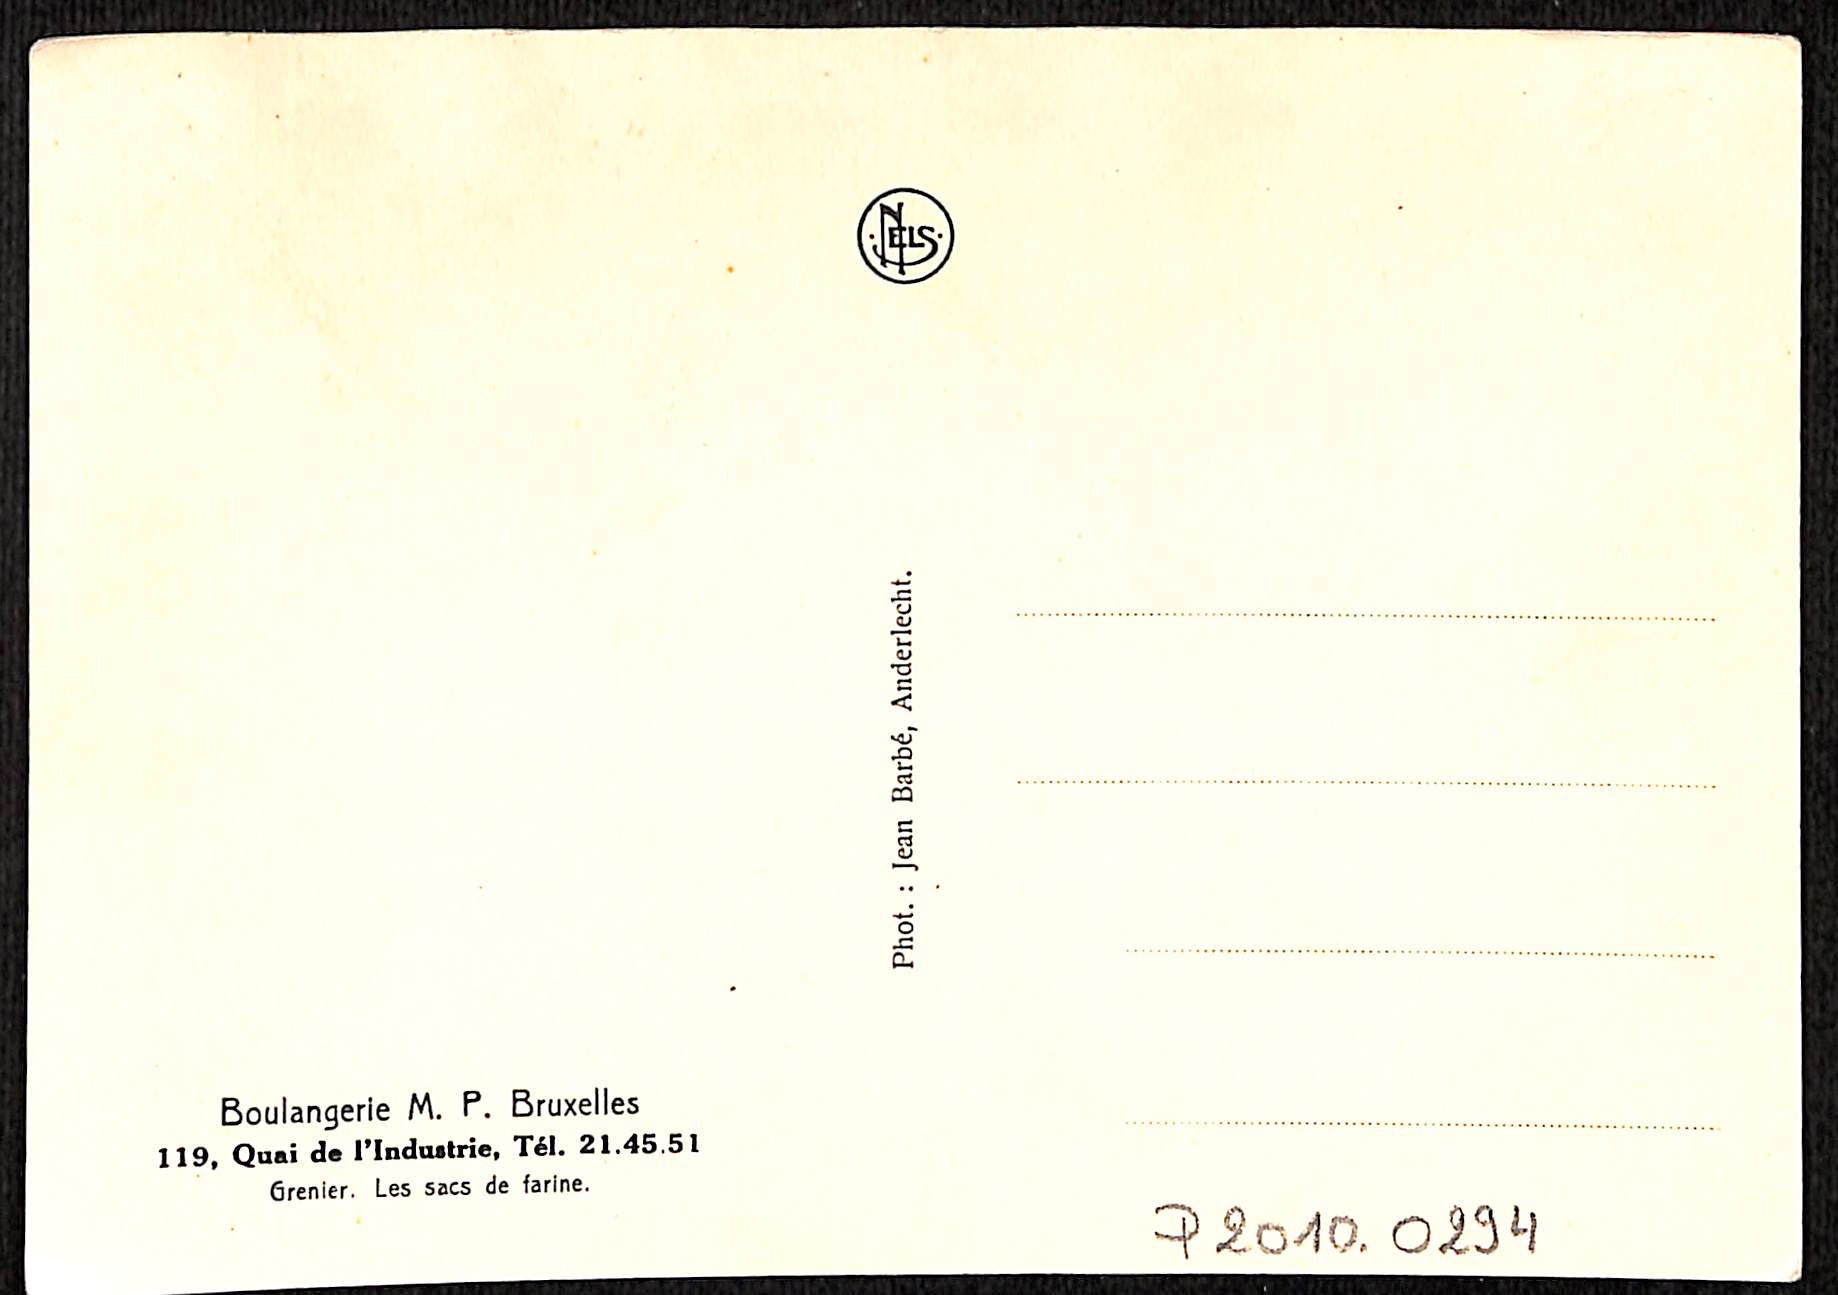 NELS
Phot. : Jean Barbé, Anderlecht.
Boulangerie M. P. Bruxelles
119, Quai de l'Industrie, Tél. 21.45.51
Grenier. Les sacs de farine.
P 2010. 0294